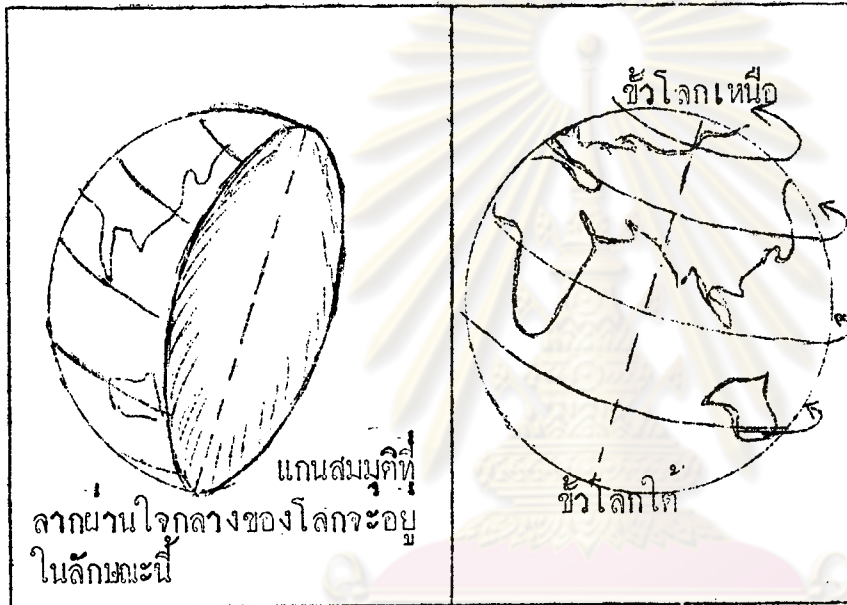 แกนสมมุติที่
ลากผ่านใจกลางของโลกจะอยู่
ในลักษณะนี้
ขั้วโลกเหนือ
ขั้วโลกใต้